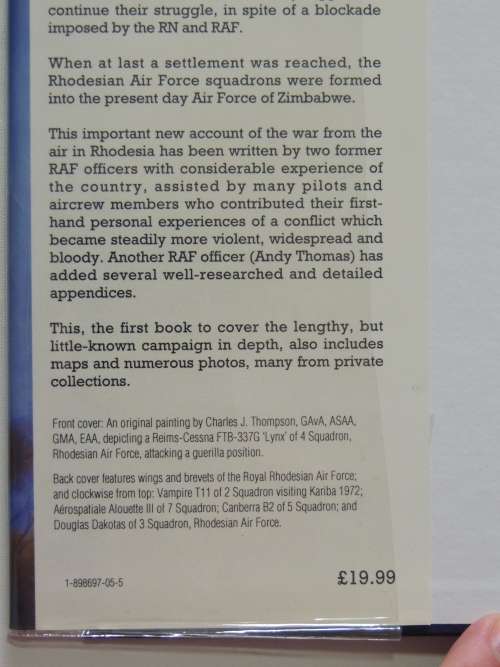 continue their struggle, in spite of a blockade
imposed by the RN and RAF.
When at last a settlement was reached, the
Rhodesian Air Force squadrons were formed
into the present day Air Force of Zimbabwe.
This important new account of the war from the
air in Rhodesia has been written by two former
RAF officers with considerable experience of
the country, assisted by many pilots and
aircrew members who contributed their first-
hand personal experiences of a conflict which
became steadily more violent, widespread and
bloody. Another RAF officer (Andy Thomas) has
added several well-researched and detailed
appendices.
This, the first book to cover the lengthy, but
little-known campaign in depth, also includes
maps and numerous photos, many from private
collections.
Front cover: An original painting by Charles J. Thompson, GAvA, ASAA,
GMA, EAA, depicting a Reims-Cessna FTB-337G 'Lynx' of 4 Squadron,
Rhodesian Air Force, attacking a guerilla position.
Back cover features wings and brevets of the Royal Rhodesian Air Force;
and clockwise from top: Vampire T11 of 2 Squadron visiting Kariba 1972;
Aérospatiale Alouette III of 7 Squadron; Canberra B2 of 5 Squadron; and
Douglas Dakotas of 3 Squadron, Rhodesian Air Force.
1-898697-05-5
£19.99